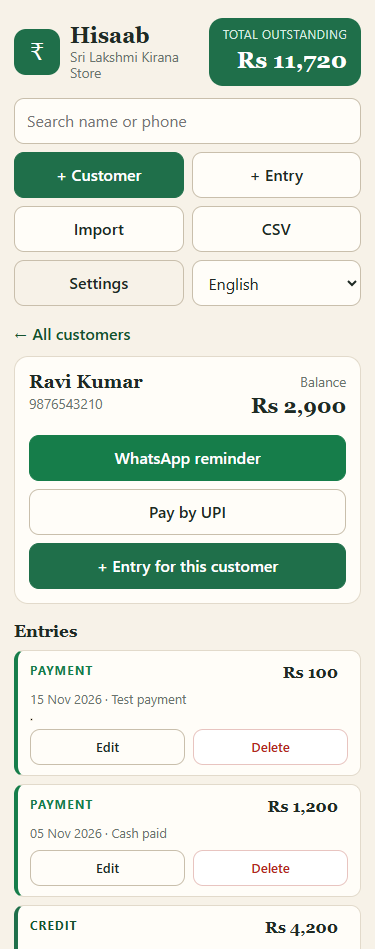 ₹
Hisaab
Sri Lakshmi Kirana
Store
TOTAL OUTSTANDING
Rs 11,720
Search name or phone
+ Customer
+ Entry
Import
CSV
Settings
English
← All customers
Ravi Kumar
9876543210
Balance
Rs 2,900
WhatsApp reminder
Pay by UPI
+ Entry for this customer
Entries
PAYMENT
Rs 100
15 Nov 2026 · Test payment
.
Edit
Delete
PAYMENT
Rs 1,200
05 Nov 2026 · Cash paid
Edit
Delete
CREDIT
Rs 4,200